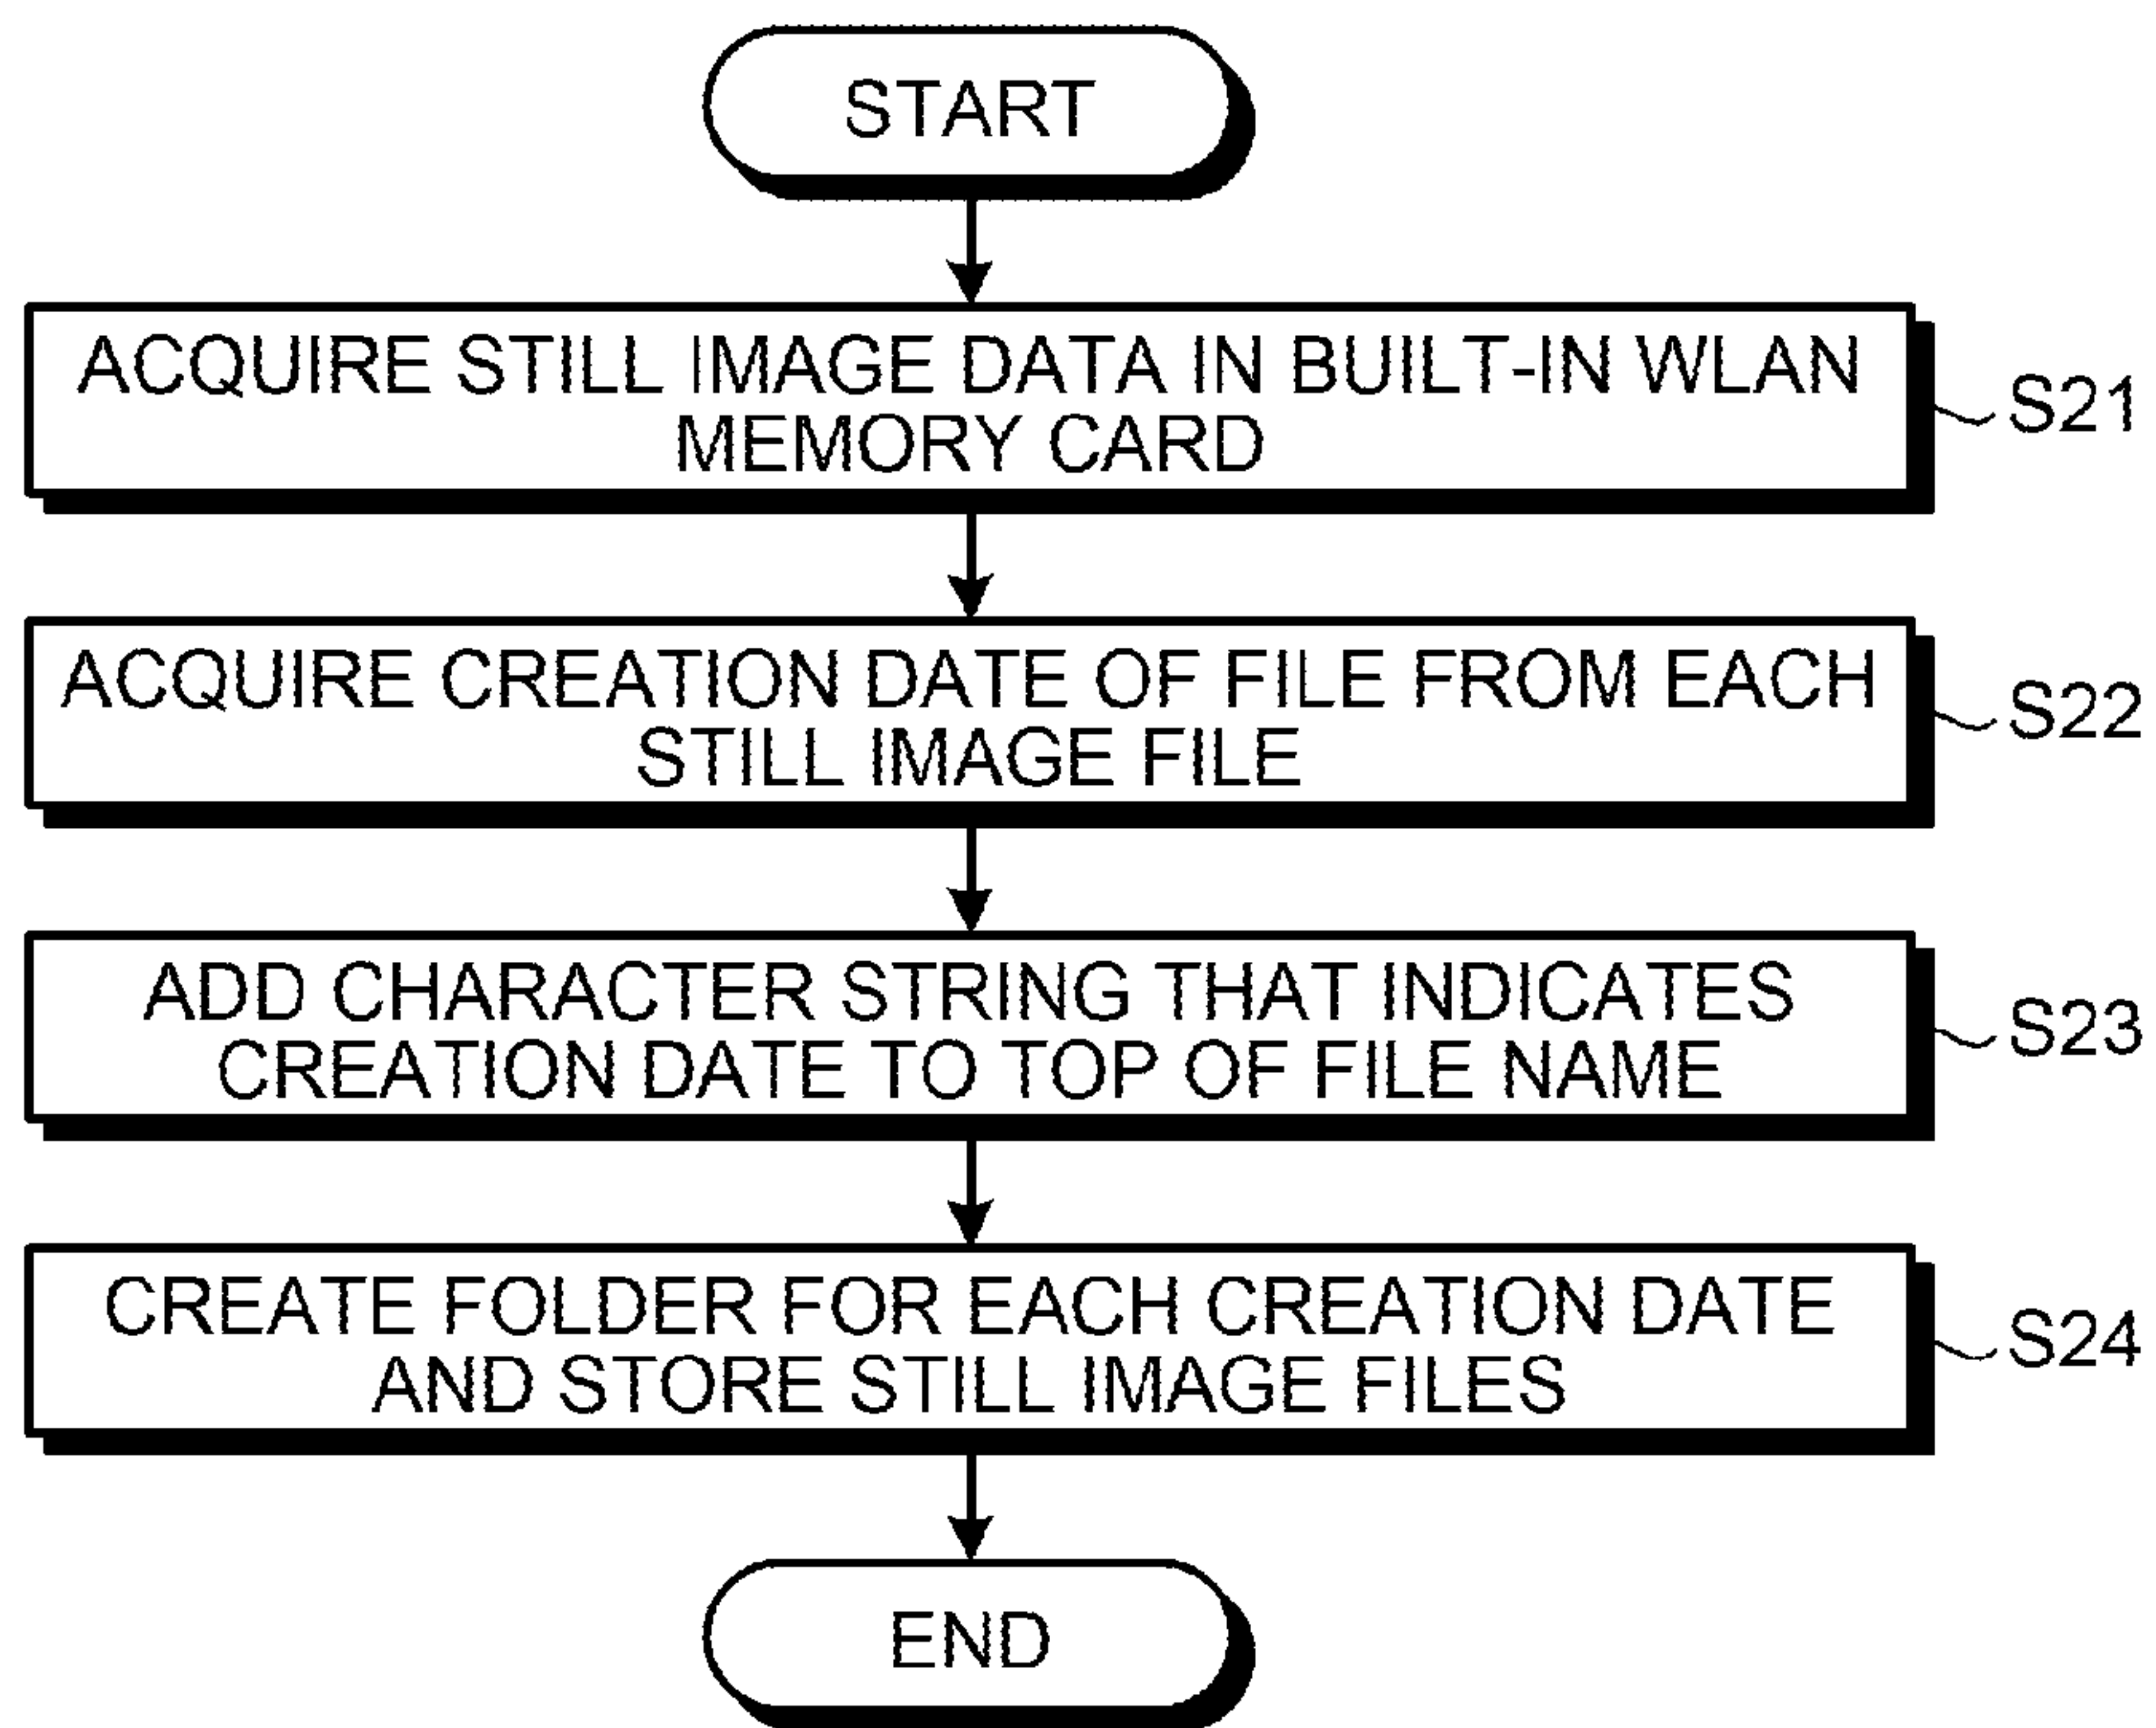 START
ACQUIRE STILL IMAGE DATA IN BUILT-IN WLAN
MEMORY CARD
S21
ACQUIRE CREATION DATE OF FILE FROM EACH
STILL IMAGE FILE
S22
ADD CHARACTER STRING THAT INDICATES
CREATION DATE TO TOP OF FILE NAME
S23
CREATE FOLDER FOR EACH CREATION DATE
AND STORE STILL IMAGE FILES
S24
END